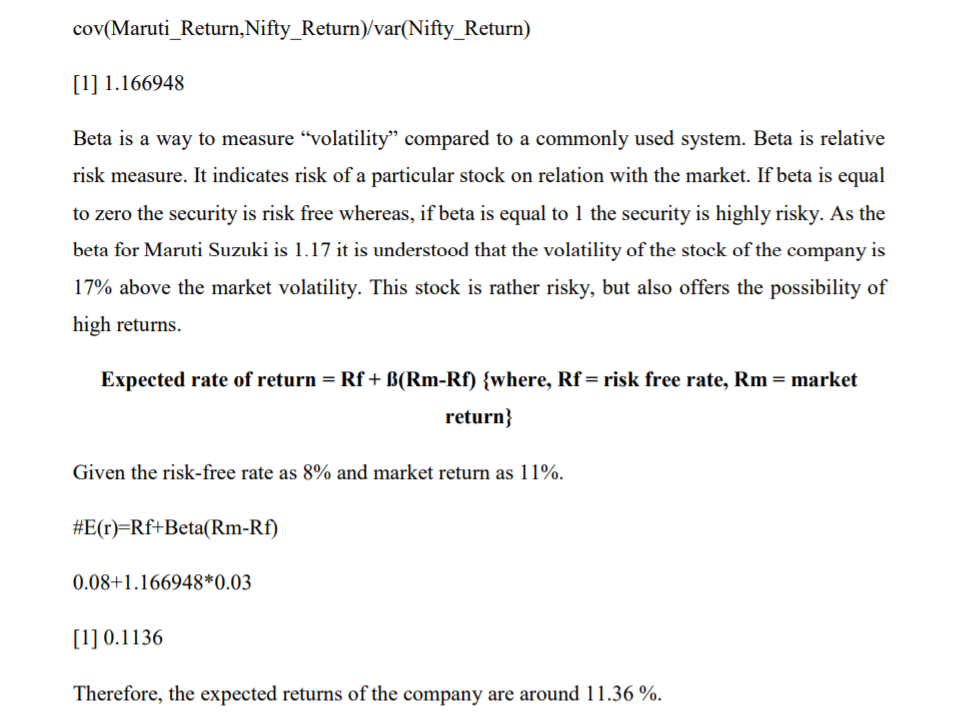 cov(Maruti_Return,Nifty_Return)/var(Nifty_Return)
[1] 1.166948
Beta is a way to measure “volatility” compared to a commonly used system. Beta is relative
risk measure. It indicates risk of a particular stock on relation with the market. If beta is equal
to zero the security is risk free whereas, if beta is equal to 1 the security is highly risky. As the
beta for Maruti Suzuki is 1.17 it is understood that the volatility of the stock of the company is
17% above the market volatility. This stock is rather risky, but also offers the possibility of
high returns.
Expected rate of return = Rf + ß(Rm-Rf) {where, Rf = risk free rate, Rm = market
return}
Given the risk-free rate as 8% and market return as 11%.
#E(r)=Rf+Beta(Rm-Rf)
0.08+1.166948*0.03
[1] 0.1136
Therefore, the expected returns of the company are around 11.36 %.